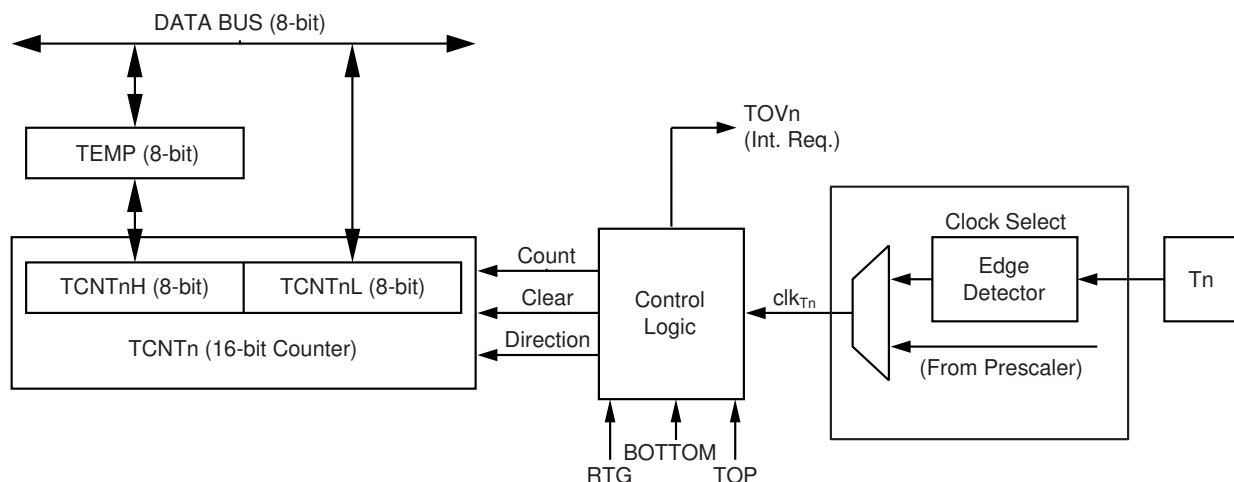 DATA BUS (8-bit)
TEMP (8-bit)
TCNTnH (8-bit)
TCNTnL (8-bit)
TCNTn (16-bit Counter)
Count
Clear
Direction
Control
Logic
TOVn
(Int. Req.)
RTG
BOTTOM
TOP
clkTn
Clock Select
Edge
Detector
(From Prescaler)
Tn